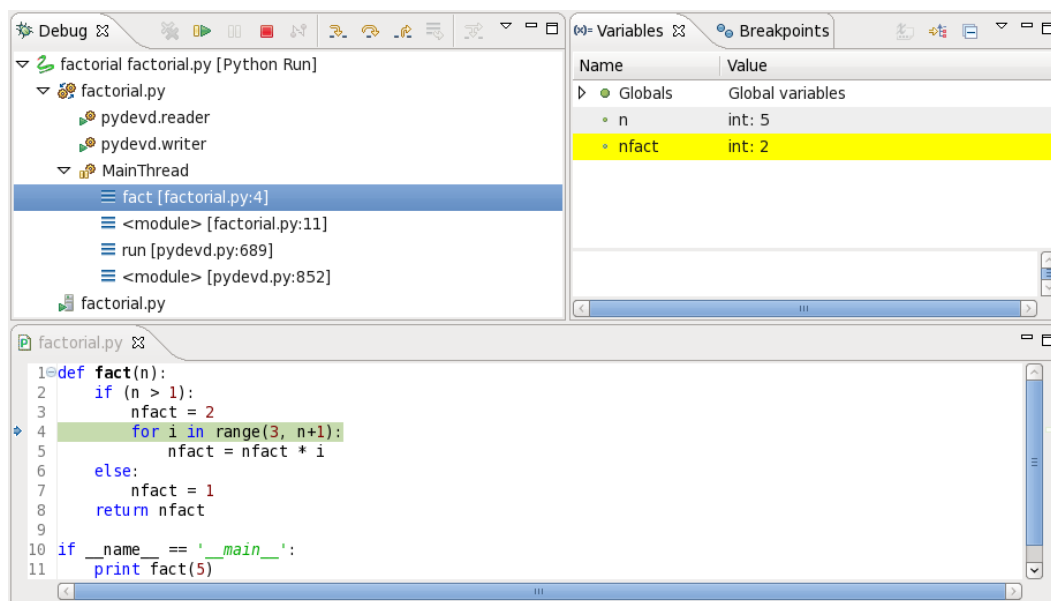 Debug
factorial factorial.py [Python Run]
factorial.py
pydevd.reader
pydevd.writer
MainThread
fact [factorial.py:4]
<module> [factorial.py:11]
run [pydevd.py:689]
<module> [pydevd.py:852]
factorial.py
(x)= Variables Breakpoints
Name Value
Globals Global variables
n int: 5
nfact int: 2
factorial.py
1 def fact(n):
2     if (n > 1):
3         nfact = 2
4         for i in range(3, n+1):
5             nfact = nfact * i
6     else:
7         nfact = 1
8     return nfact
9
10 if __name__ == '__main__':
11     print fact(5)